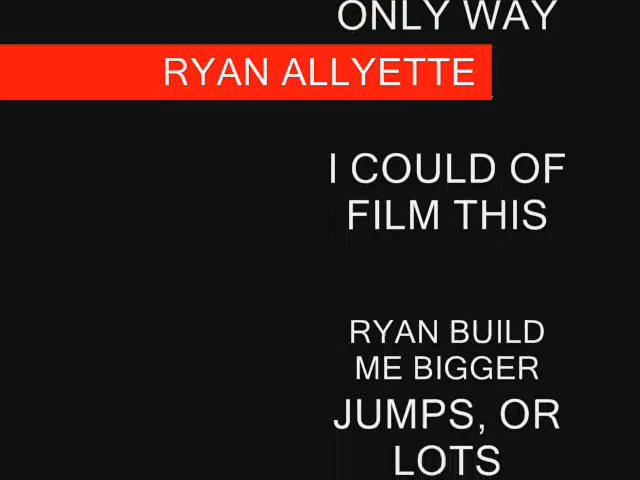 ONLY WAY
RYAN ALLYETTE
I COULD OF
FILM THIS
RYAN BUILD
ME BIGGER
JUMPS, OR
LOTS